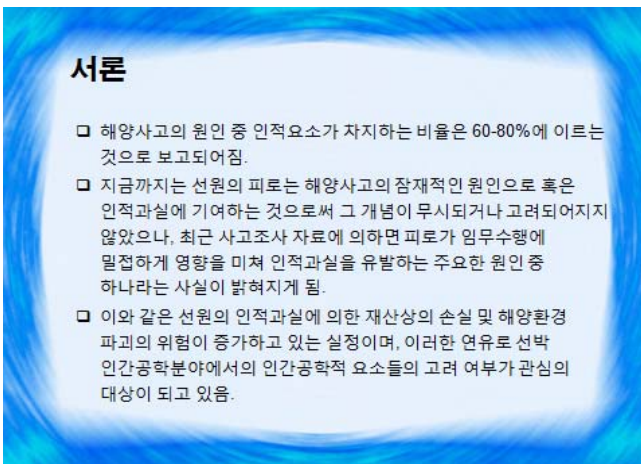 서론
❑ 해양사고의 원인 중 인적요소가 차지하는 비율은 60-80%에 이르는
것으로 보고되어짐.
❑ 지금까지는 선원의 피로는 해양사고의 잠재적인 원인으로 혹은
인적과실에 기여하는 것으로써 그 개념이 무시되거나 고려되어지지
않았으나, 최근 사고조사 자료에 의하면 피로가 임무수행에
밀접하게 영향을 미쳐 인적과실을 유발하는 주요한 원인 중
하나라는 사실이 밝혀지게 됨.
❑ 이와 같은 선원의 인적과실에 의한 재산상의 손실 및 해양환경
파괴의 위험이 증가하고 있는 실정이며, 이러한 연유로 선박
인간공학분야에서의 인간공학적 요소들의 고려 여부가 관심의
대상이 되고 있음.